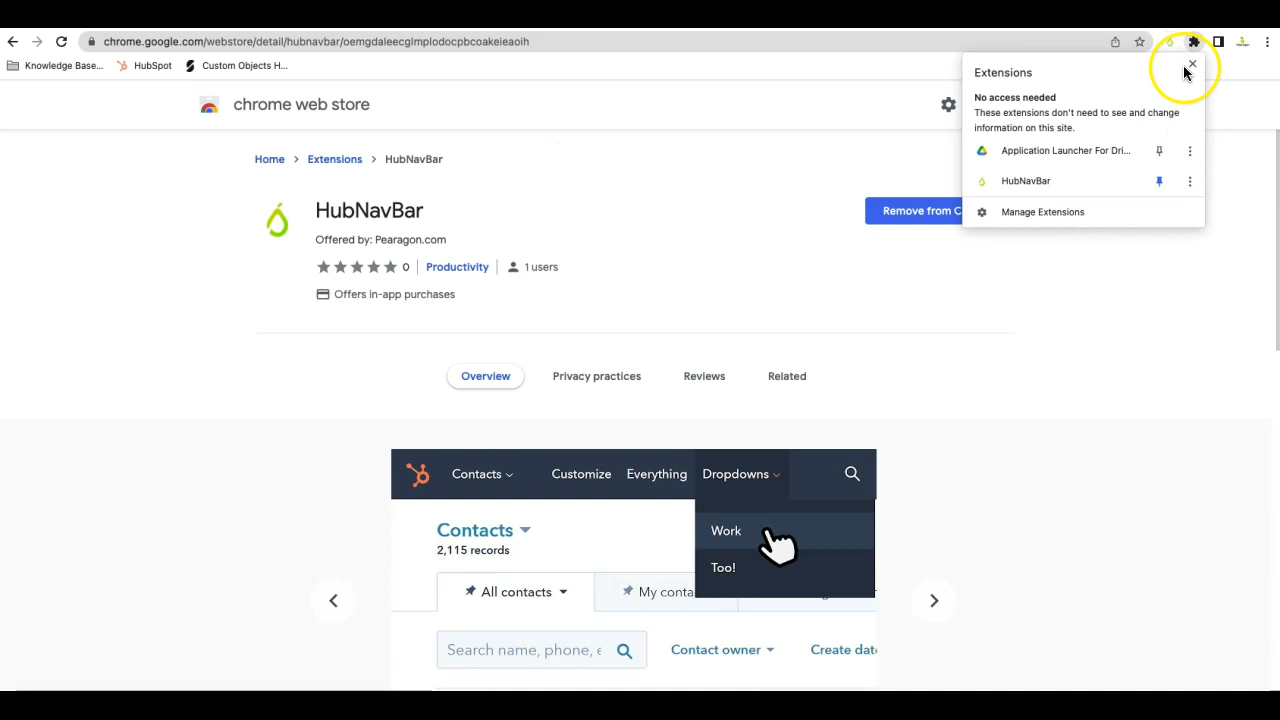 chrome.google.com/webstore/detail/hubnavbar/oemgdaleecglmplodocpbcoakeieaoih
Knowledge Base...
HubSpot
Custom Objects H...
Extensions
No access needed
These extensions don't need to see and change
information on this site.
Application Launcher For Dri...
HubNavBar
Manage Extensions
chrome web store
Home
Extensions
HubNavBar
HubNavBar
Remove from C
Offered by: Pearagon.com
0
Productivity
1 users
Offers in-app purchases
Overview
Privacy practices
Reviews
Related
Contacts
Customize
Everything
Dropdowns
Contacts
2,115 records
Work
Too!
All contacts
My conta
Search name, phone, e
Contact owner
Create date